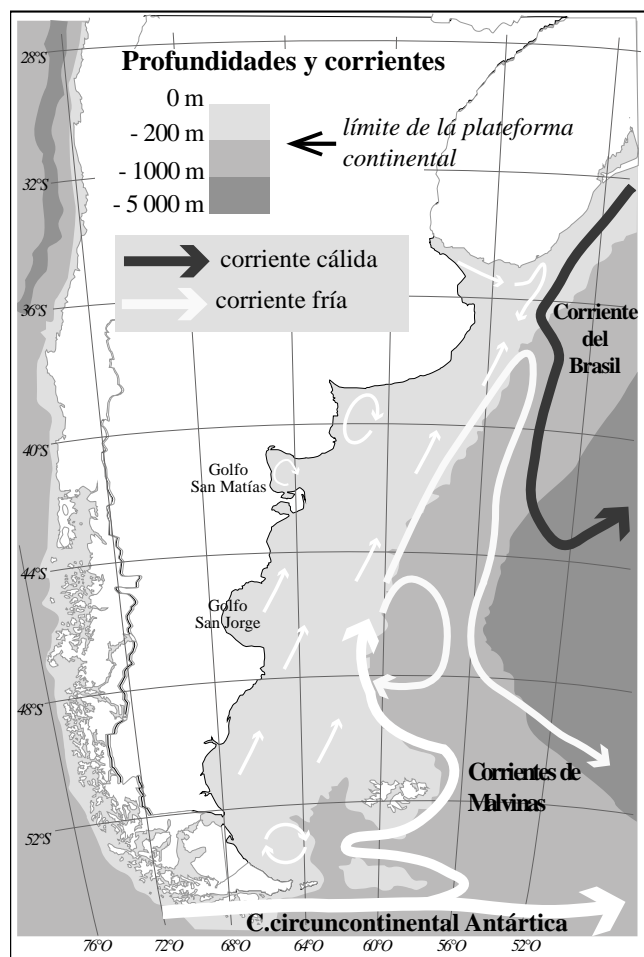 28°S
Profundidades y corrientes
0 m
- 200 m
- 1000 m
- 5 000 m
límite de lá plateforma
continental
32°S
corriente cálida
corriente fría
36°S
Corriente
del
Brasil
40°S
Golfo
San Matías
44°S
Golfo
San Jorge
48°S
Corrientes de
Malvinas
52°S
C.circuncontinental Antártica
76°O
72°O
68°O
64°O
60°O
56°O
52°O